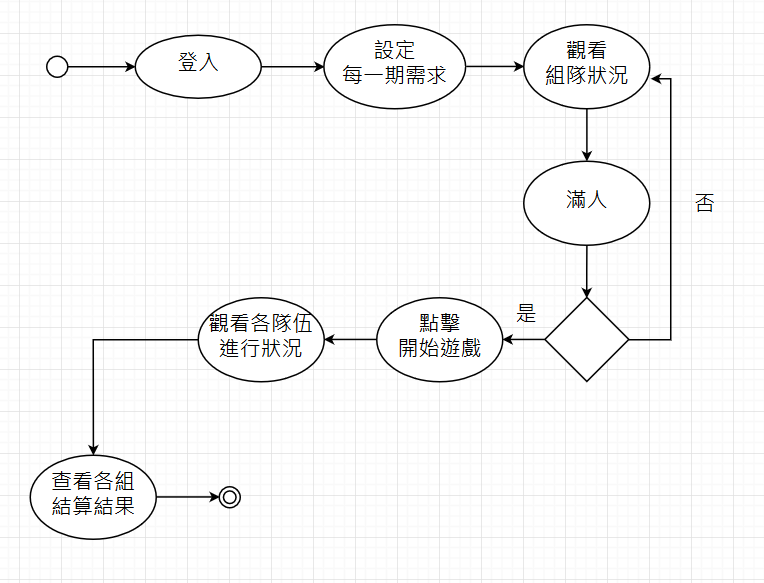 登入
設定
每一期需求
觀看
組隊狀況
滿人
否
是
點擊
開始遊戲
觀看各隊伍
進行狀況
查看各組
結算結果